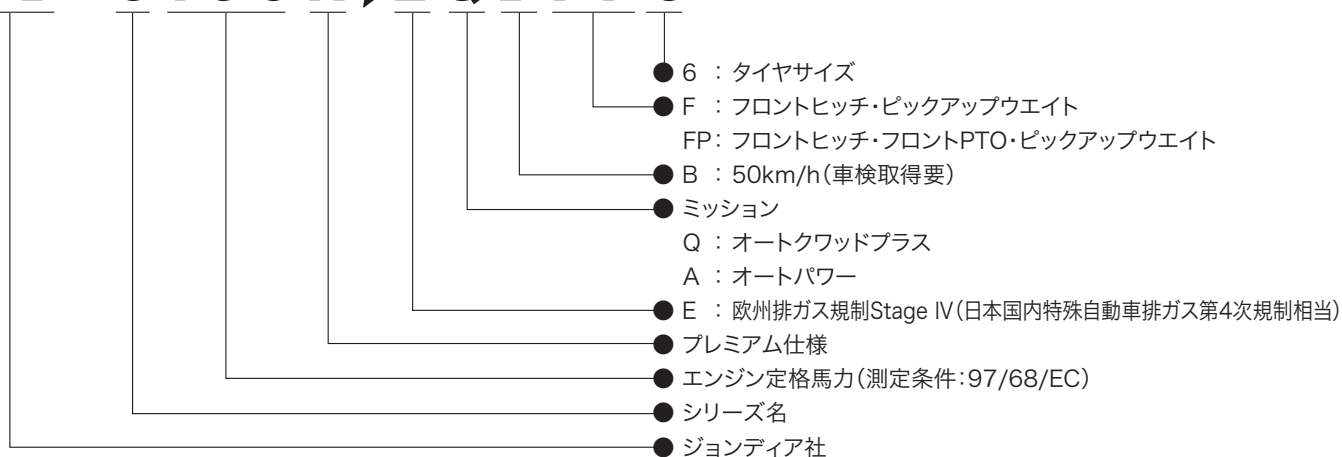 6 : タイヤサイズ
F : フロントヒッチ・ピックアップウエイト
FP: フロントヒッチ・フロントPTO・ピックアップウエイト
B : 50km/h(車検取得要)
ミッション
Q : オートクワッドプラス
A : オートパワー
E : 欧州排ガス規制Stage Ⅳ(日本国内特殊自動車排ガス第4次規制相当)
プレミアム仕様
エンジン定格馬力(測定条件:97/68/EC)
シリーズ名
ジョンディア社